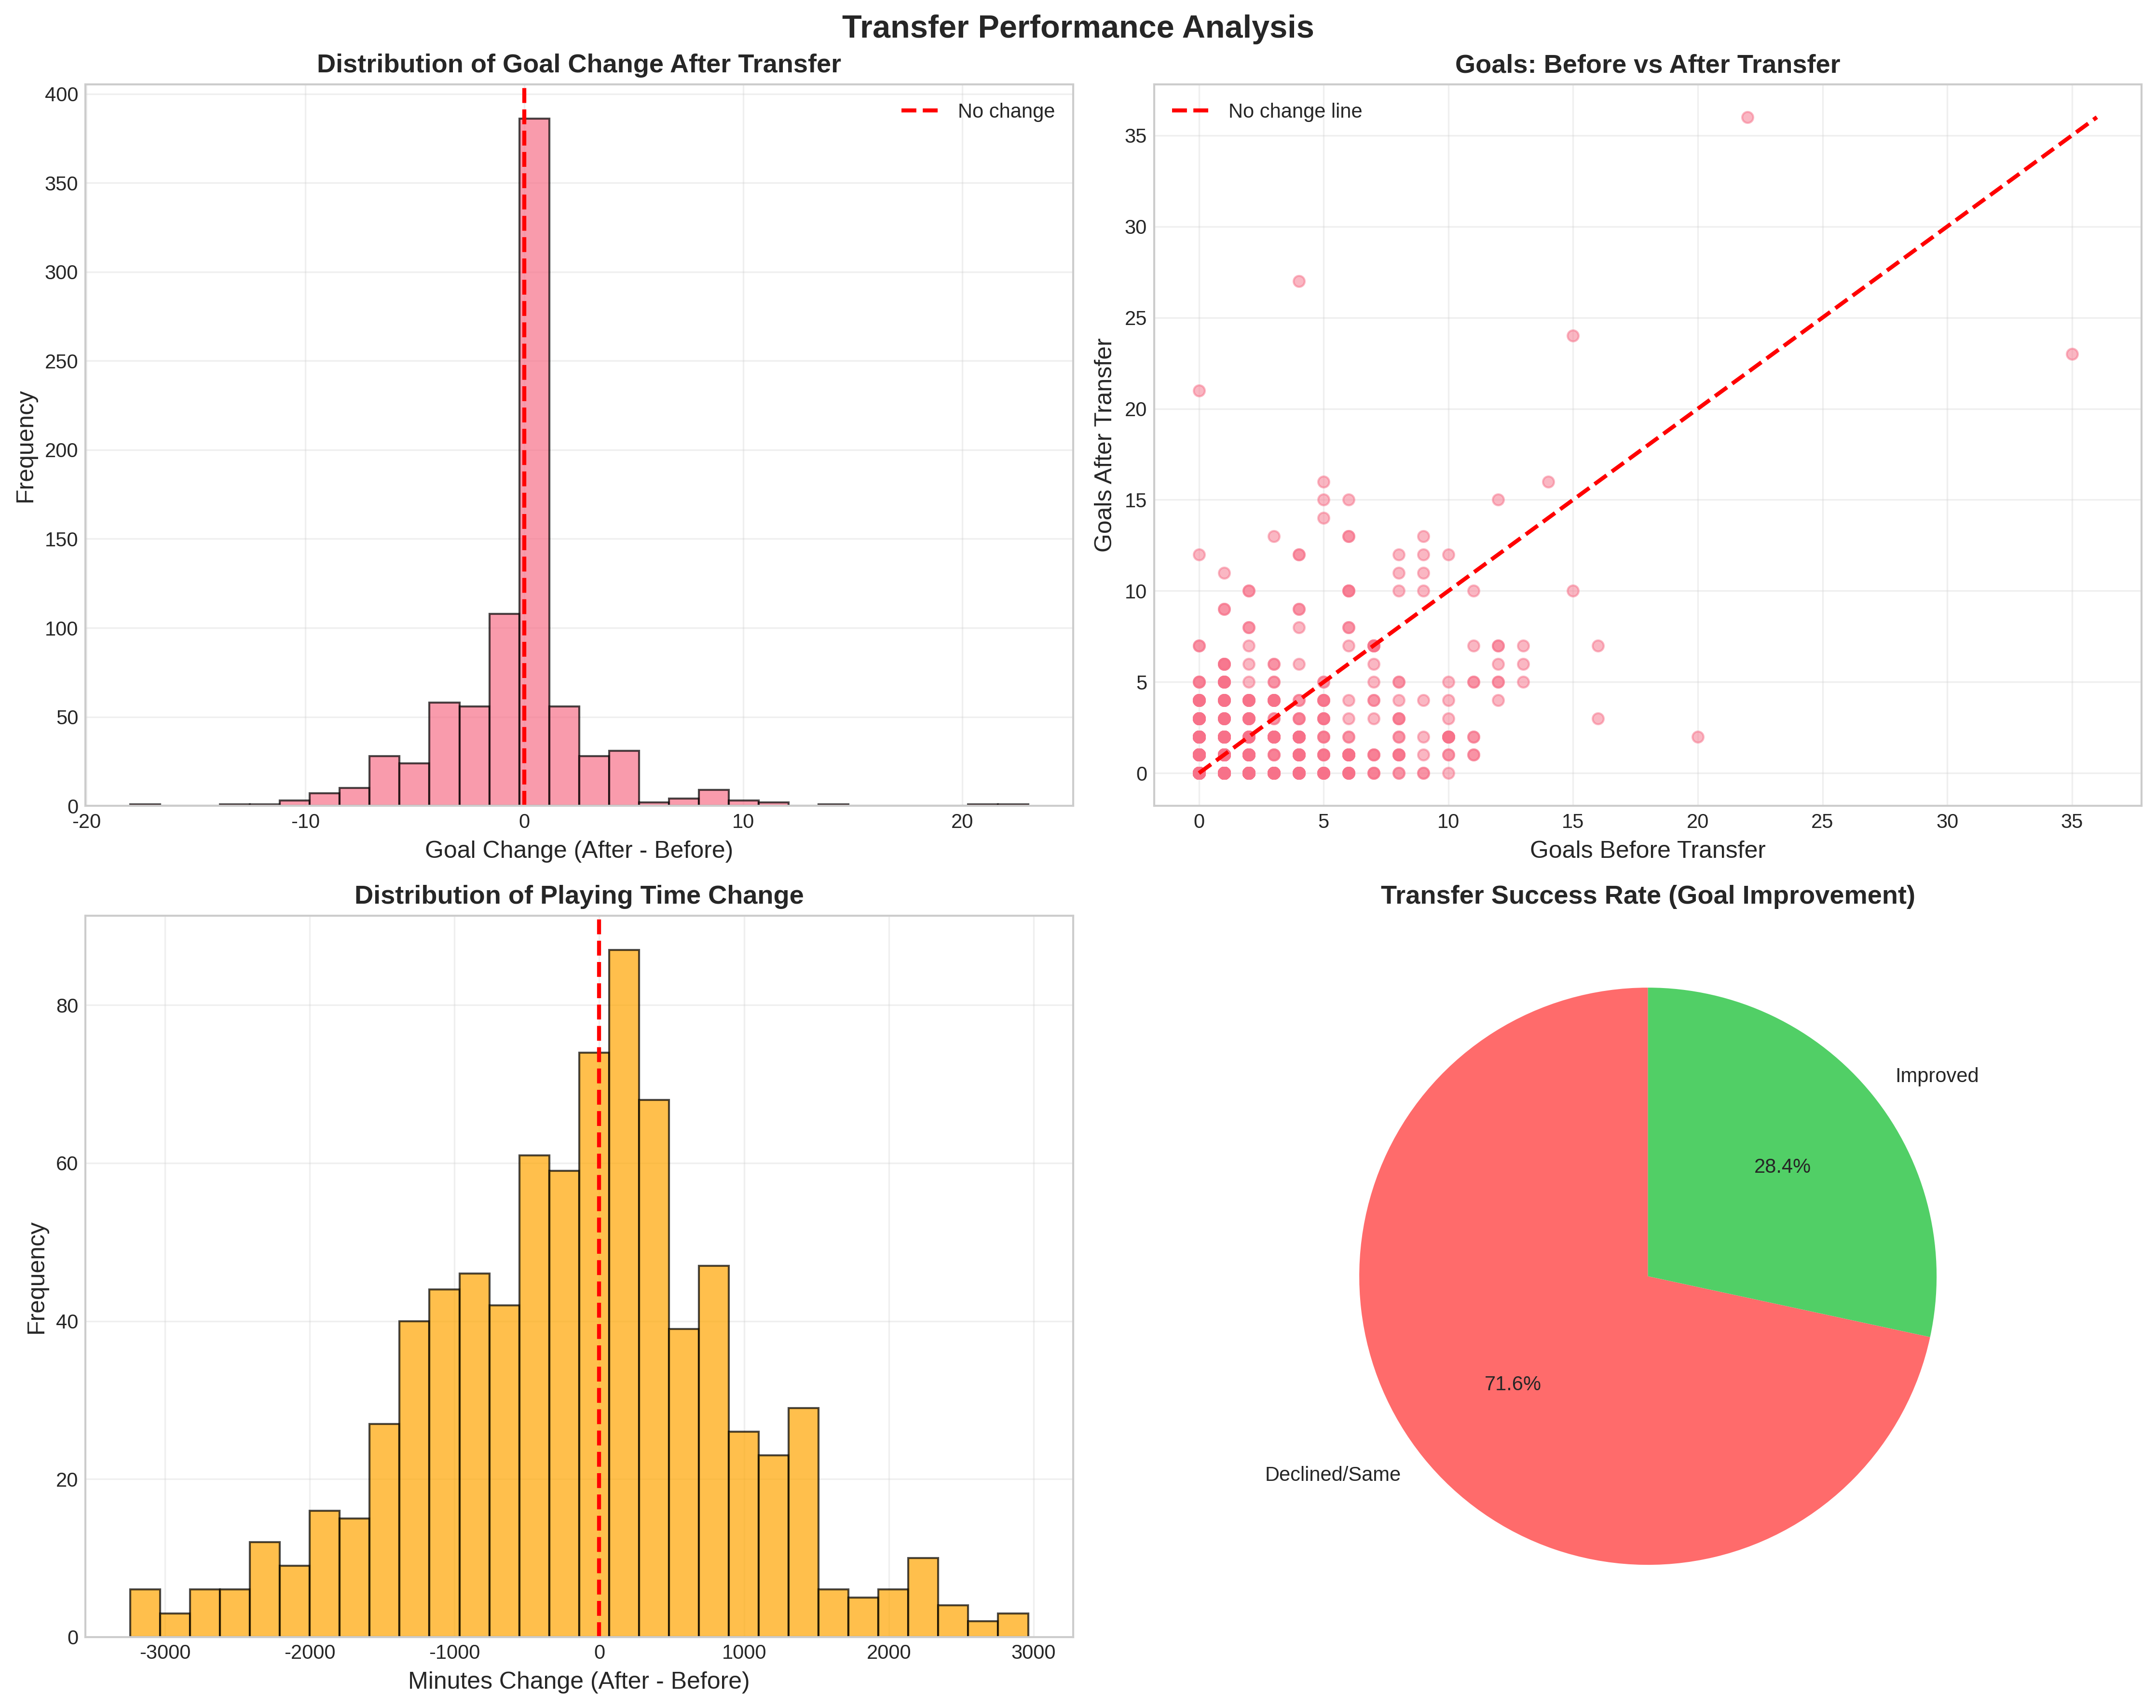 Transfer Performance Analysis
Distribution of Goal Change After Transfer
No change
400
350
300
250
200
150
100
50
0
Frequency
-20
-10
0
10
20
Goal Change (After - Before)
Goals: Before vs After Transfer
No change line
35
30
25
20
15
10
5
0
Goals After Transfer
0
5
10
15
20
25
30
35
Goals Before Transfer
Distribution of Playing Time Change
80
60
40
20
0
Frequency
-3000
-2000
-1000
0
1000
2000
3000
Minutes Change (After - Before)
Transfer Success Rate (Goal Improvement)
Improved
28.4%
71.6%
Declined/Same